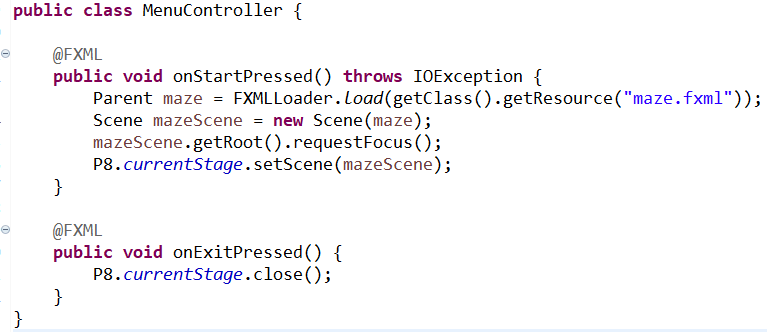 public class MenuController {
@FXML
public void onStartPressed() throws IOException {
Parent maze = FXMLLoader.load(getClass().getResource("maze.fxml"));
Scene mazeScene = new Scene(maze);
mazeScene.getRoot().requestFocus();
P8.currentStage.setScene(mazeScene);
}
@FXML
public void onExitPressed() {
P8.currentStage.close();
}
}